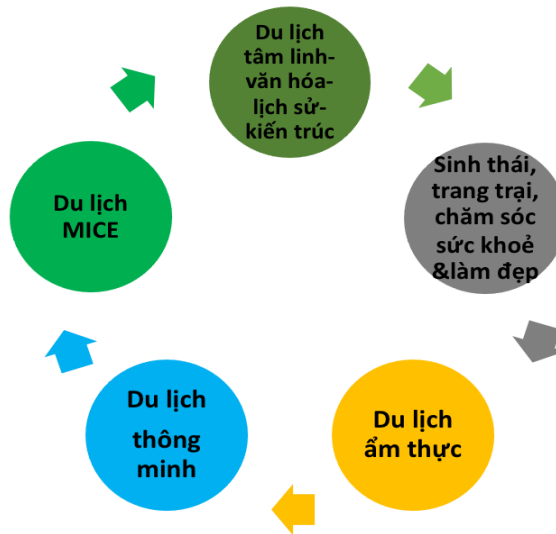 Du lịch
tâm linh-
văn hóa-
lịch sử-
kiến trúc
Sinh thái,
trang trại,
chăm sóc
sức khoẻ
&làm đẹp
Du lịch
ẩm thực
Du lịch
thông
minh
Du lịch
MICE